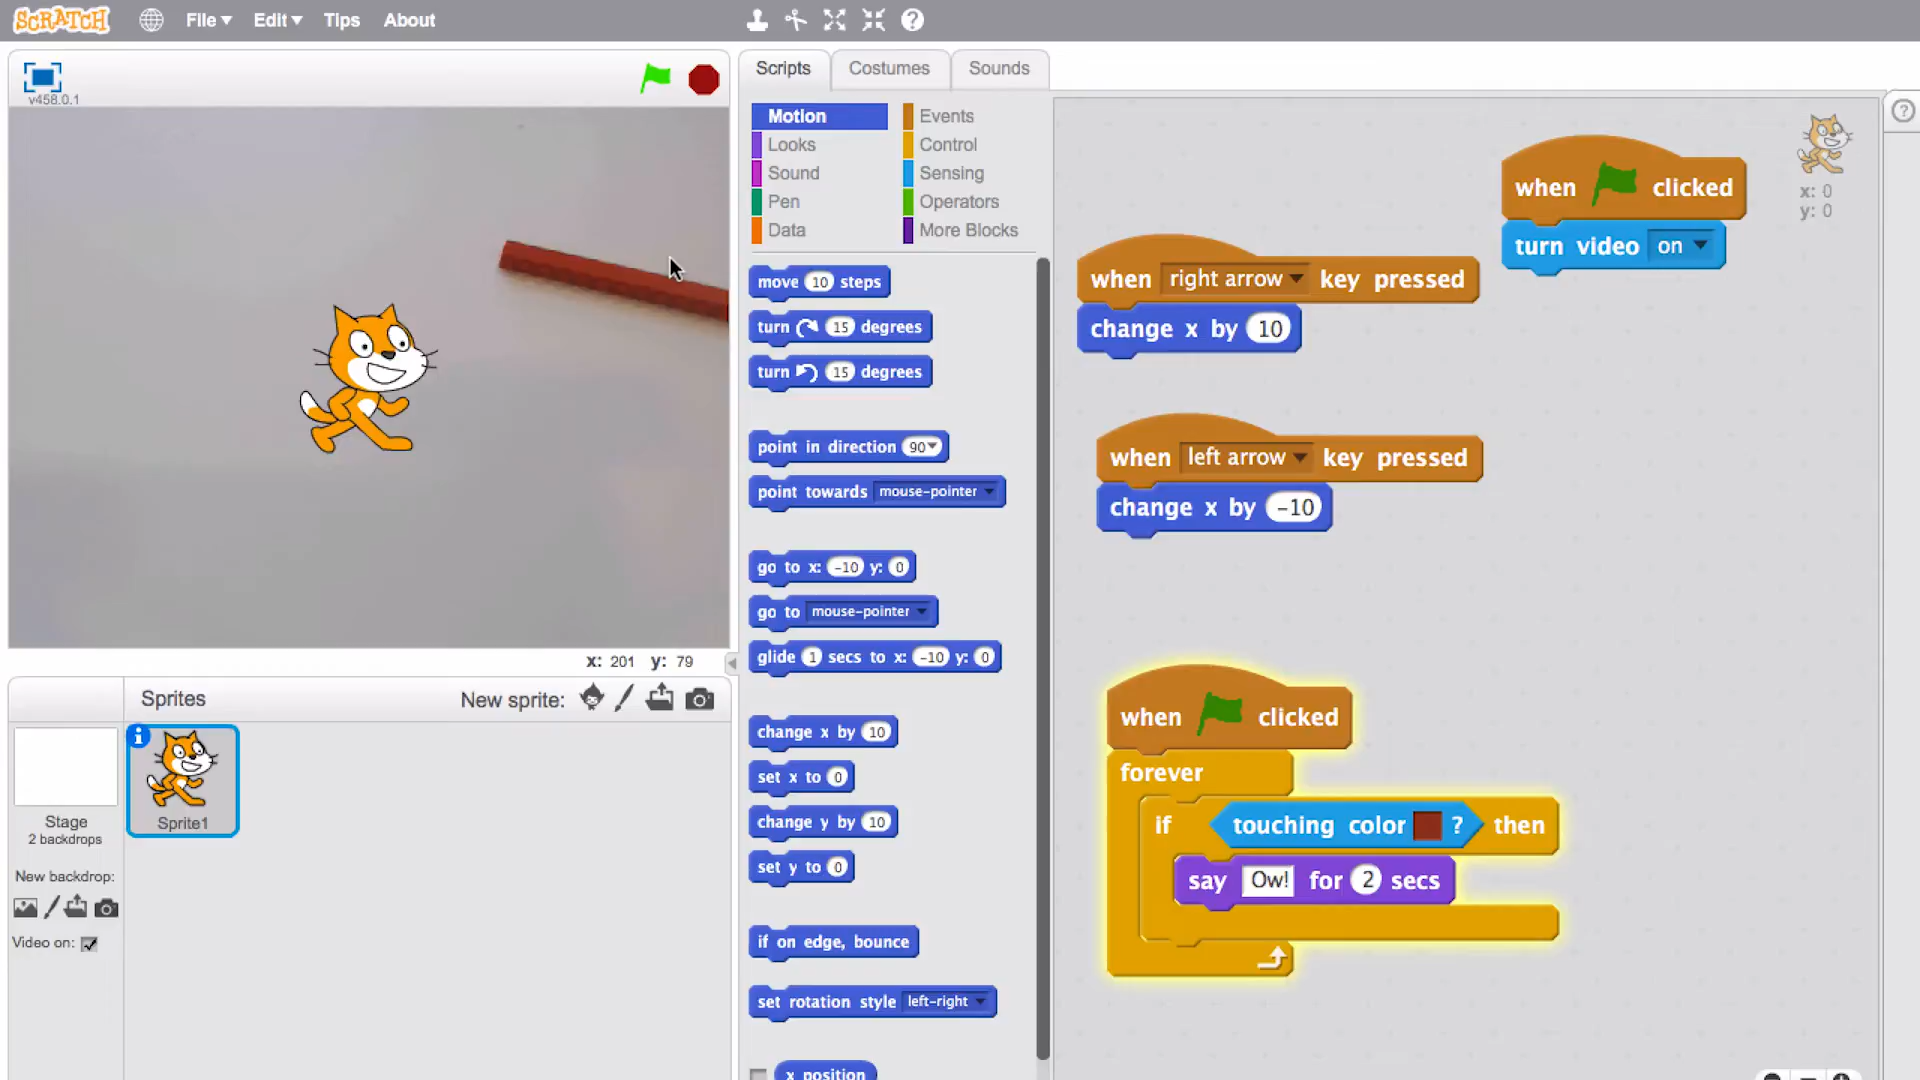 SCRATCH File Edit Tips About
v458.0.1
Scripts Costumes Sounds
Motion Events
Looks Control
Sound Sensing
Pen Operators
Data More Blocks
move 10 steps
turn 15 degrees
turn 15 degrees
point in direction 90
point towards mouse-pointer
go to x: -10 y: 0
go to mouse-pointer
glide 1 secs to x: -10 y: 0
change x by 10
set x to 0
change y by 10
set y to 0
if on edge, bounce
set rotation style left-right
x position
when clicked
turn video on
x: 0
y: 0
when right arrow key pressed
change x by 10
when left arrow key pressed
change x by -10
when clicked
forever
if touching color ? then
say Ow! for 2 secs
x: 201 y: 79
Sprites New sprite:
Sprite1
Stage
2 backdrops
New backdrop:
Video on: